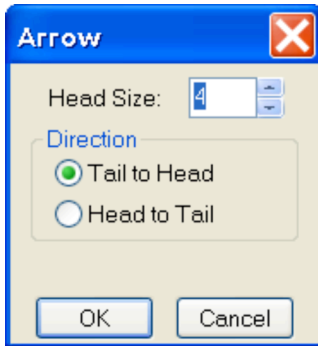 Arrow
Head Size: 4
Direction
Tail to Head
Head to Tail
OK Cancel